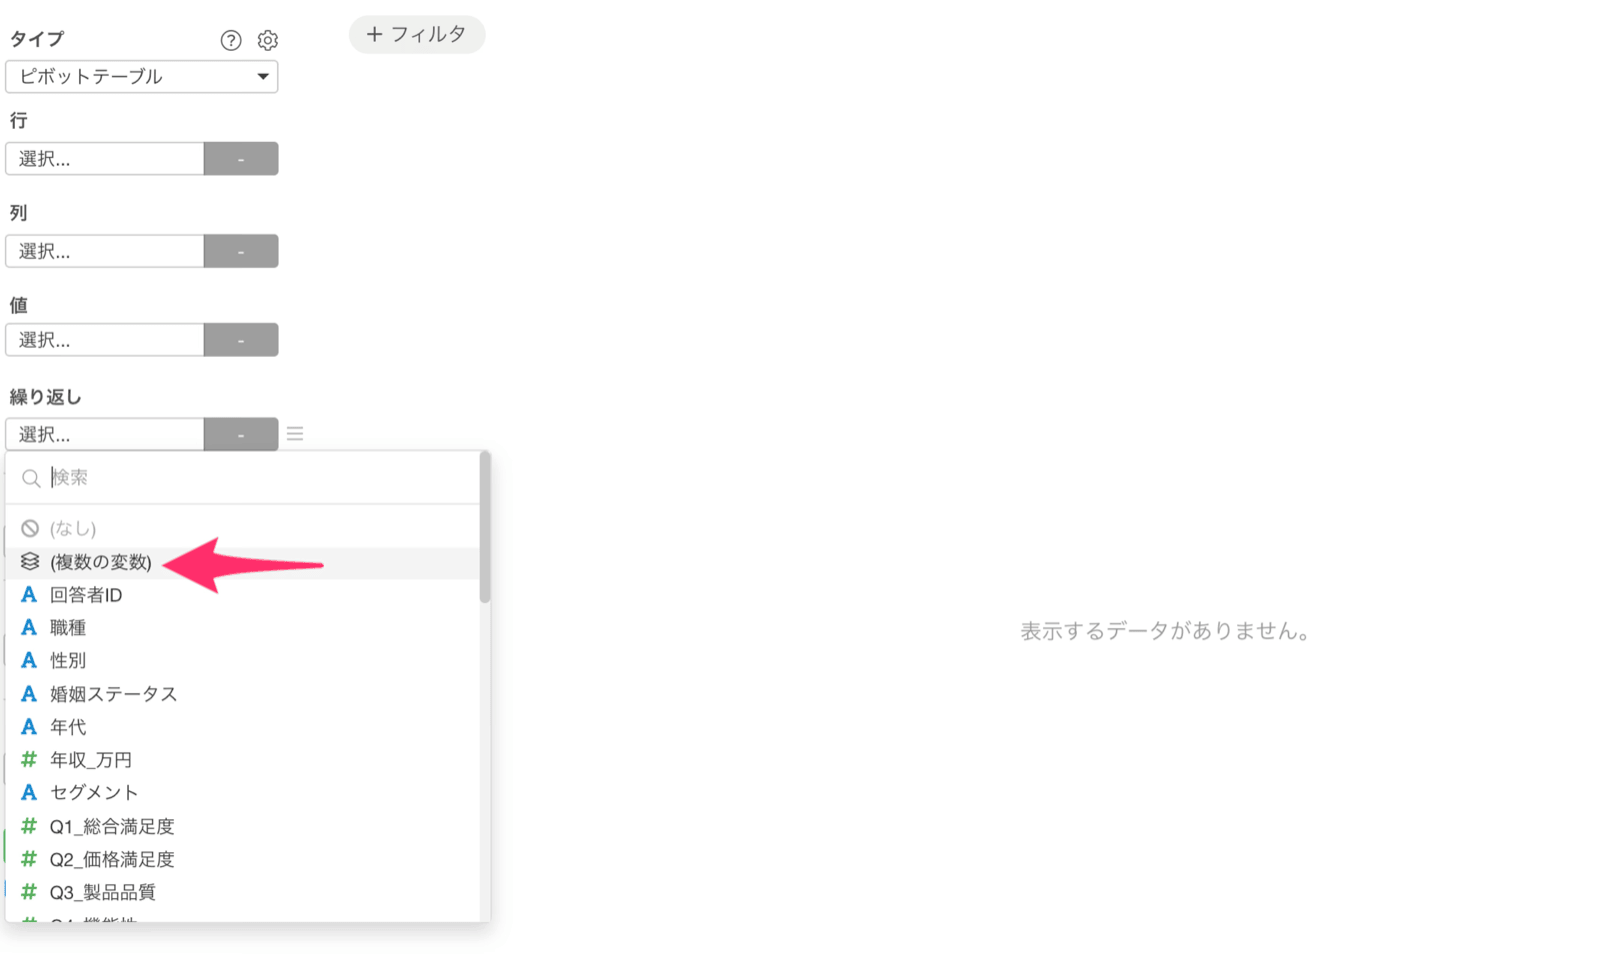 タイプ
+ フィルタ
ピボットテーブル
行
選択...
-
列
選択...
-
値
選択...
-
繰り返し
選択...
-
検索
(なし)
(複数の変数)
A 回答者ID
A 職種
A 性別
A 婚姻ステータス
A 年代
# 年収_万円
A セグメント
# Q1_総合満足度
# Q2_価格満足度
# Q3_製品品質
表示するデータがありません。